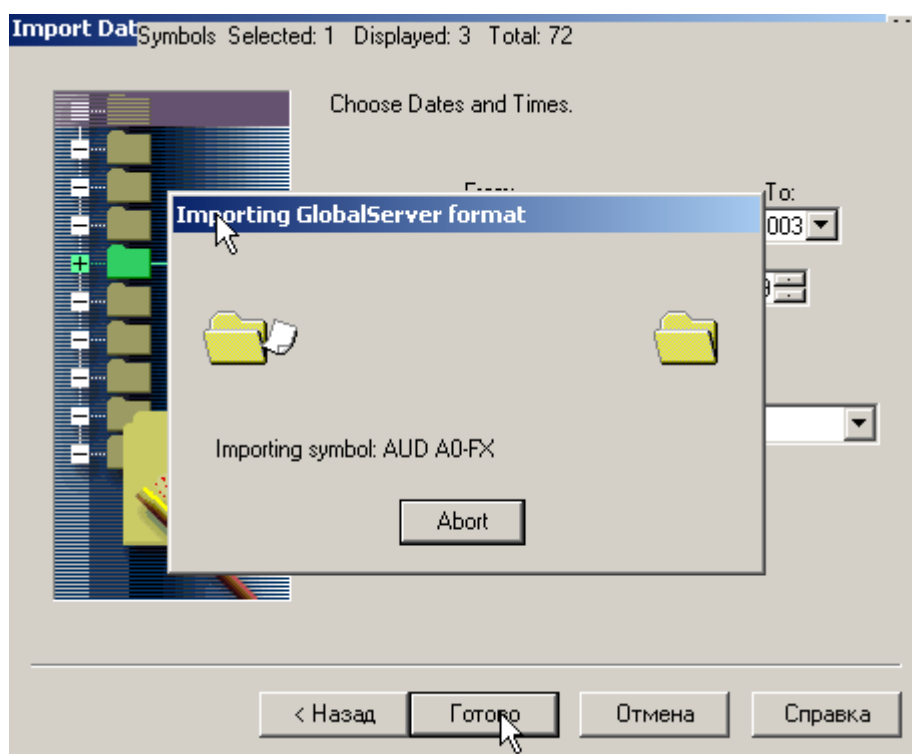 Import Dat
Symbols Selected: 1 Displayed: 3 Total: 72
Choose Dates and Times.
To:
Importing GlobalServer format
003
Importing symbol: AUD A0-FX
Abort
< Назад
Готово
Отмена
Справка